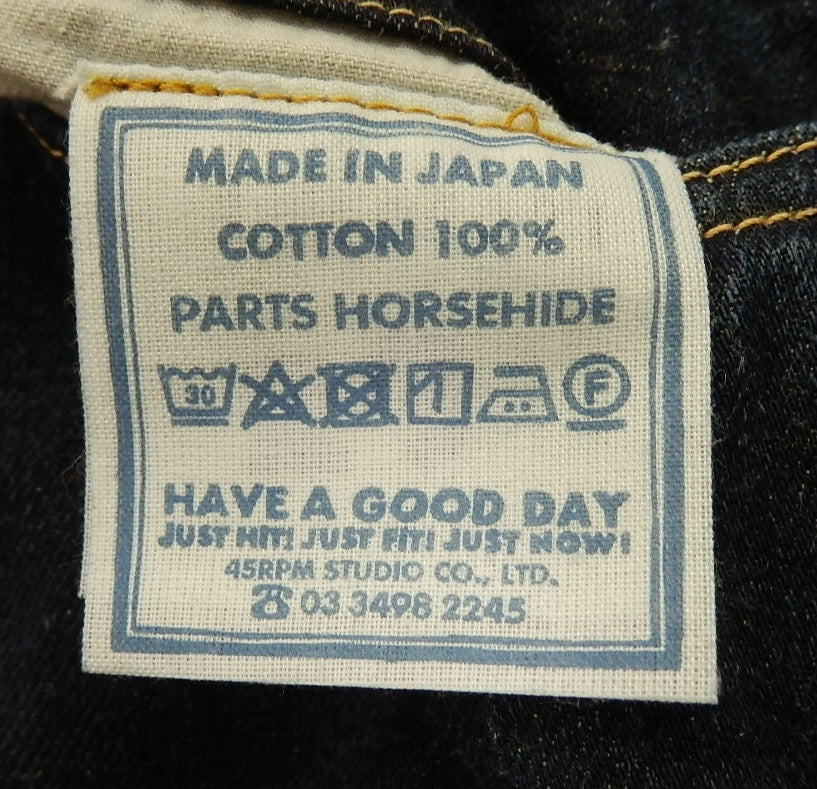 MADE IN JAPAN
COTTON 100%
PARTS HORSEHIDE
30 F
HAVE A GOOD DAY
JUST HIT! JUST FIT! JUST NOW!
45RPM STUDIO CO., LTD.
☎ 03 3498 2245